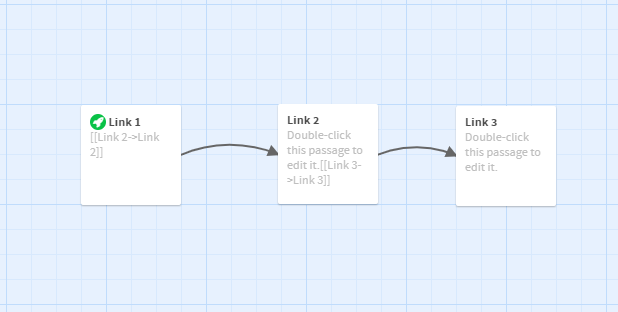 Link 1
[[Link 2->Link
2]]
Link 2
Double-click
this passage to
edit it.[[Link 3-
>Link 3]]
Link 3
Double-click
this passage to
edit it.